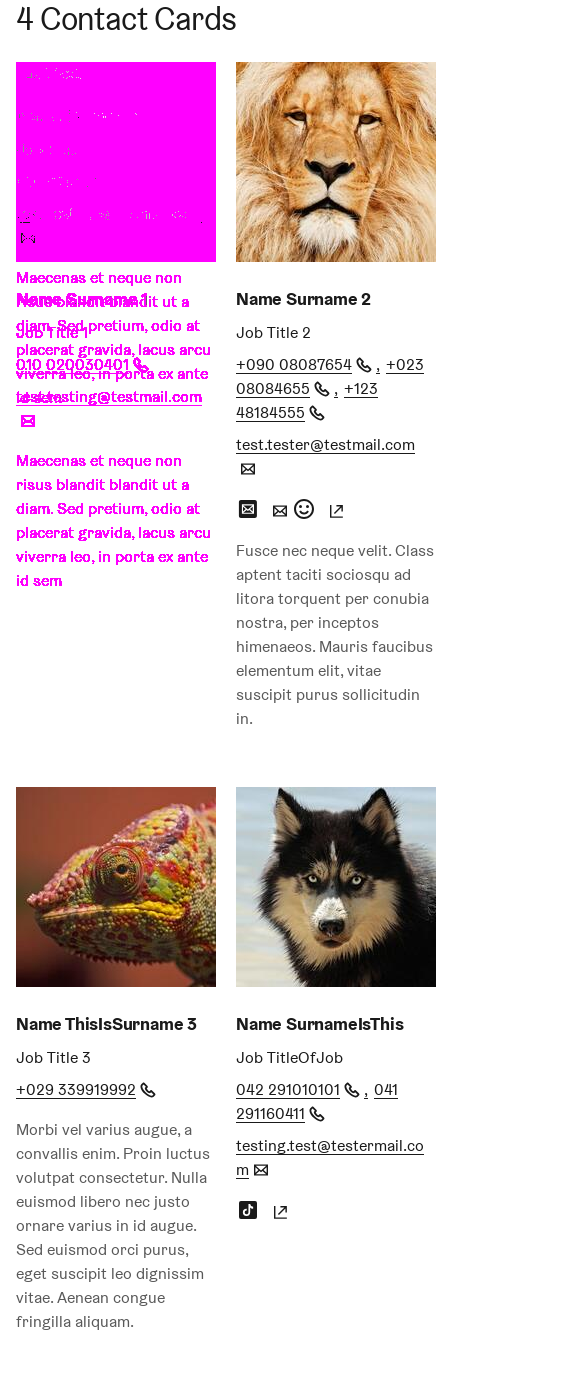 4 Contact Cards
Maecenas et neque non
Name Surname 1
risus blandit blandit ut a
diam. Sed pretium, odio at
Job Title 1
placerat gravida, lacus arcu
010 020030401
viverra leo, in porta ex ante
id sem
test.testing@testmail.com
Maecenas et neque non
risus blandit blandit ut a
diam. Sed pretium, odio at
placerat gravida, lacus arcu
viverra leo, in porta ex ante
id sem
Name Surname 2
Job Title 2
+090 08087654 , +023
08084655 , +123
48184555
test.tester@testmail.com
Fusce nec neque velit. Class
aptent taciti sociosqu ad
litora torquent per conubia
nostra, per inceptos
himenaeos. Mauris faucibus
elementum elit, vitae
suscipit purus sollicitudin
in.
Name ThisIsSurname 3
Job Title 3
+029 339919992
Morbi vel varius augue, a
convallis enim. Proin luctus
volutpat consectetur. Nulla
euismod libero nec justo
ornare varius in id augue.
Sed euismod orci purus,
eget suscipit leo dignissim
vitae. Aenean congue
fringilla aliquam.
Name SurnameIsThis
Job TitleOfJob
042 291010101 , 041
291160411
testing.test@testermail.co
m